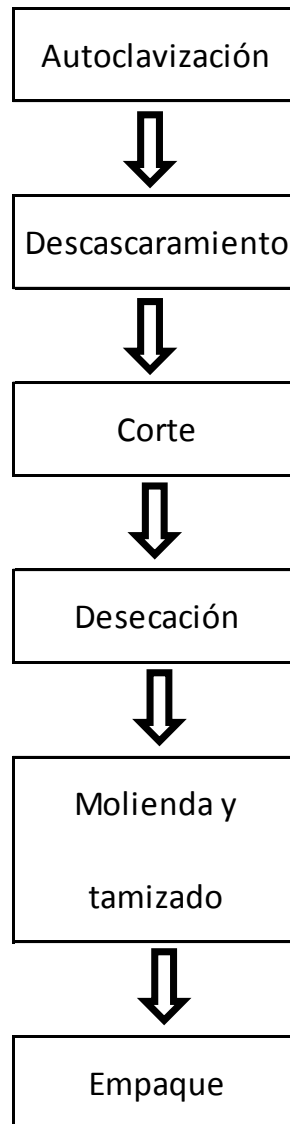 Autoclavización
Descascaramiento
Corte
Desecación
Molienda y
tamizado
Empaque